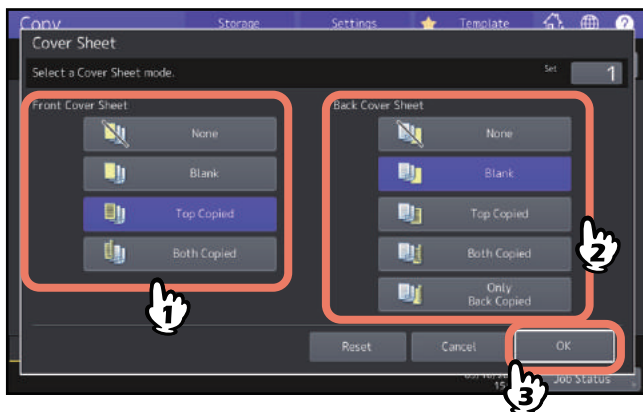 Copy Storage Settings Template
Cover Sheet
Select a Cover Sheet mode. Set 1
Front Cover Sheet
None
Blank
Top Copied
Both Copied
1
Back Cover Sheet
None
Blank
Top Copied
Both Copied
Only
Back Copied
2
Reset Cancel OK
Job Status
3